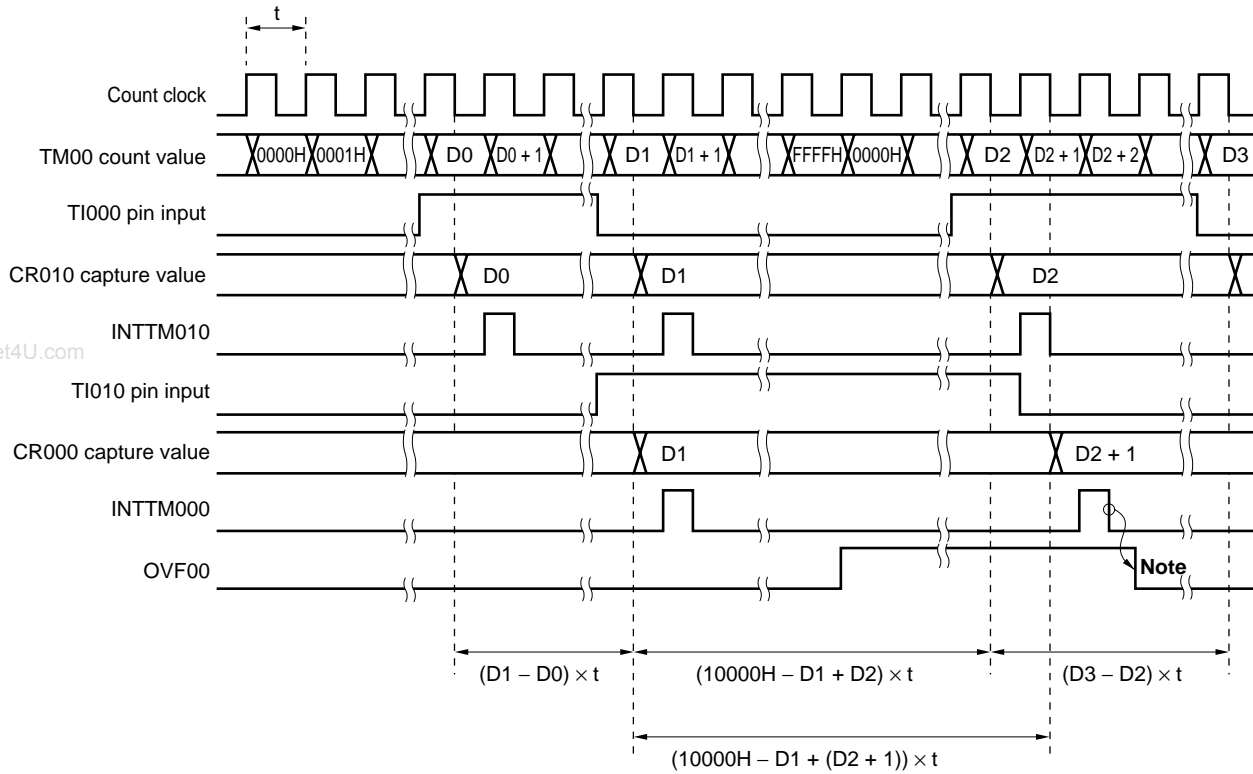 t
Count clock
TM00 count value 0000H 0001H D0 D0 + 1 D1 D1 + 1 FFFFH 0000H D2 D2 + 1 D2 + 2 D3
TI000 pin input
CR010 capture value D0 D1 D2
INTTM010
et4U.com
TI010 pin input
CR000 capture value D1 D2 + 1
INTTM000
OVF00 Note
(D1 − D0) × t (10000H − D1 + D2) × t (D3 − D2) × t
(10000H − D1 + (D2 + 1)) × t